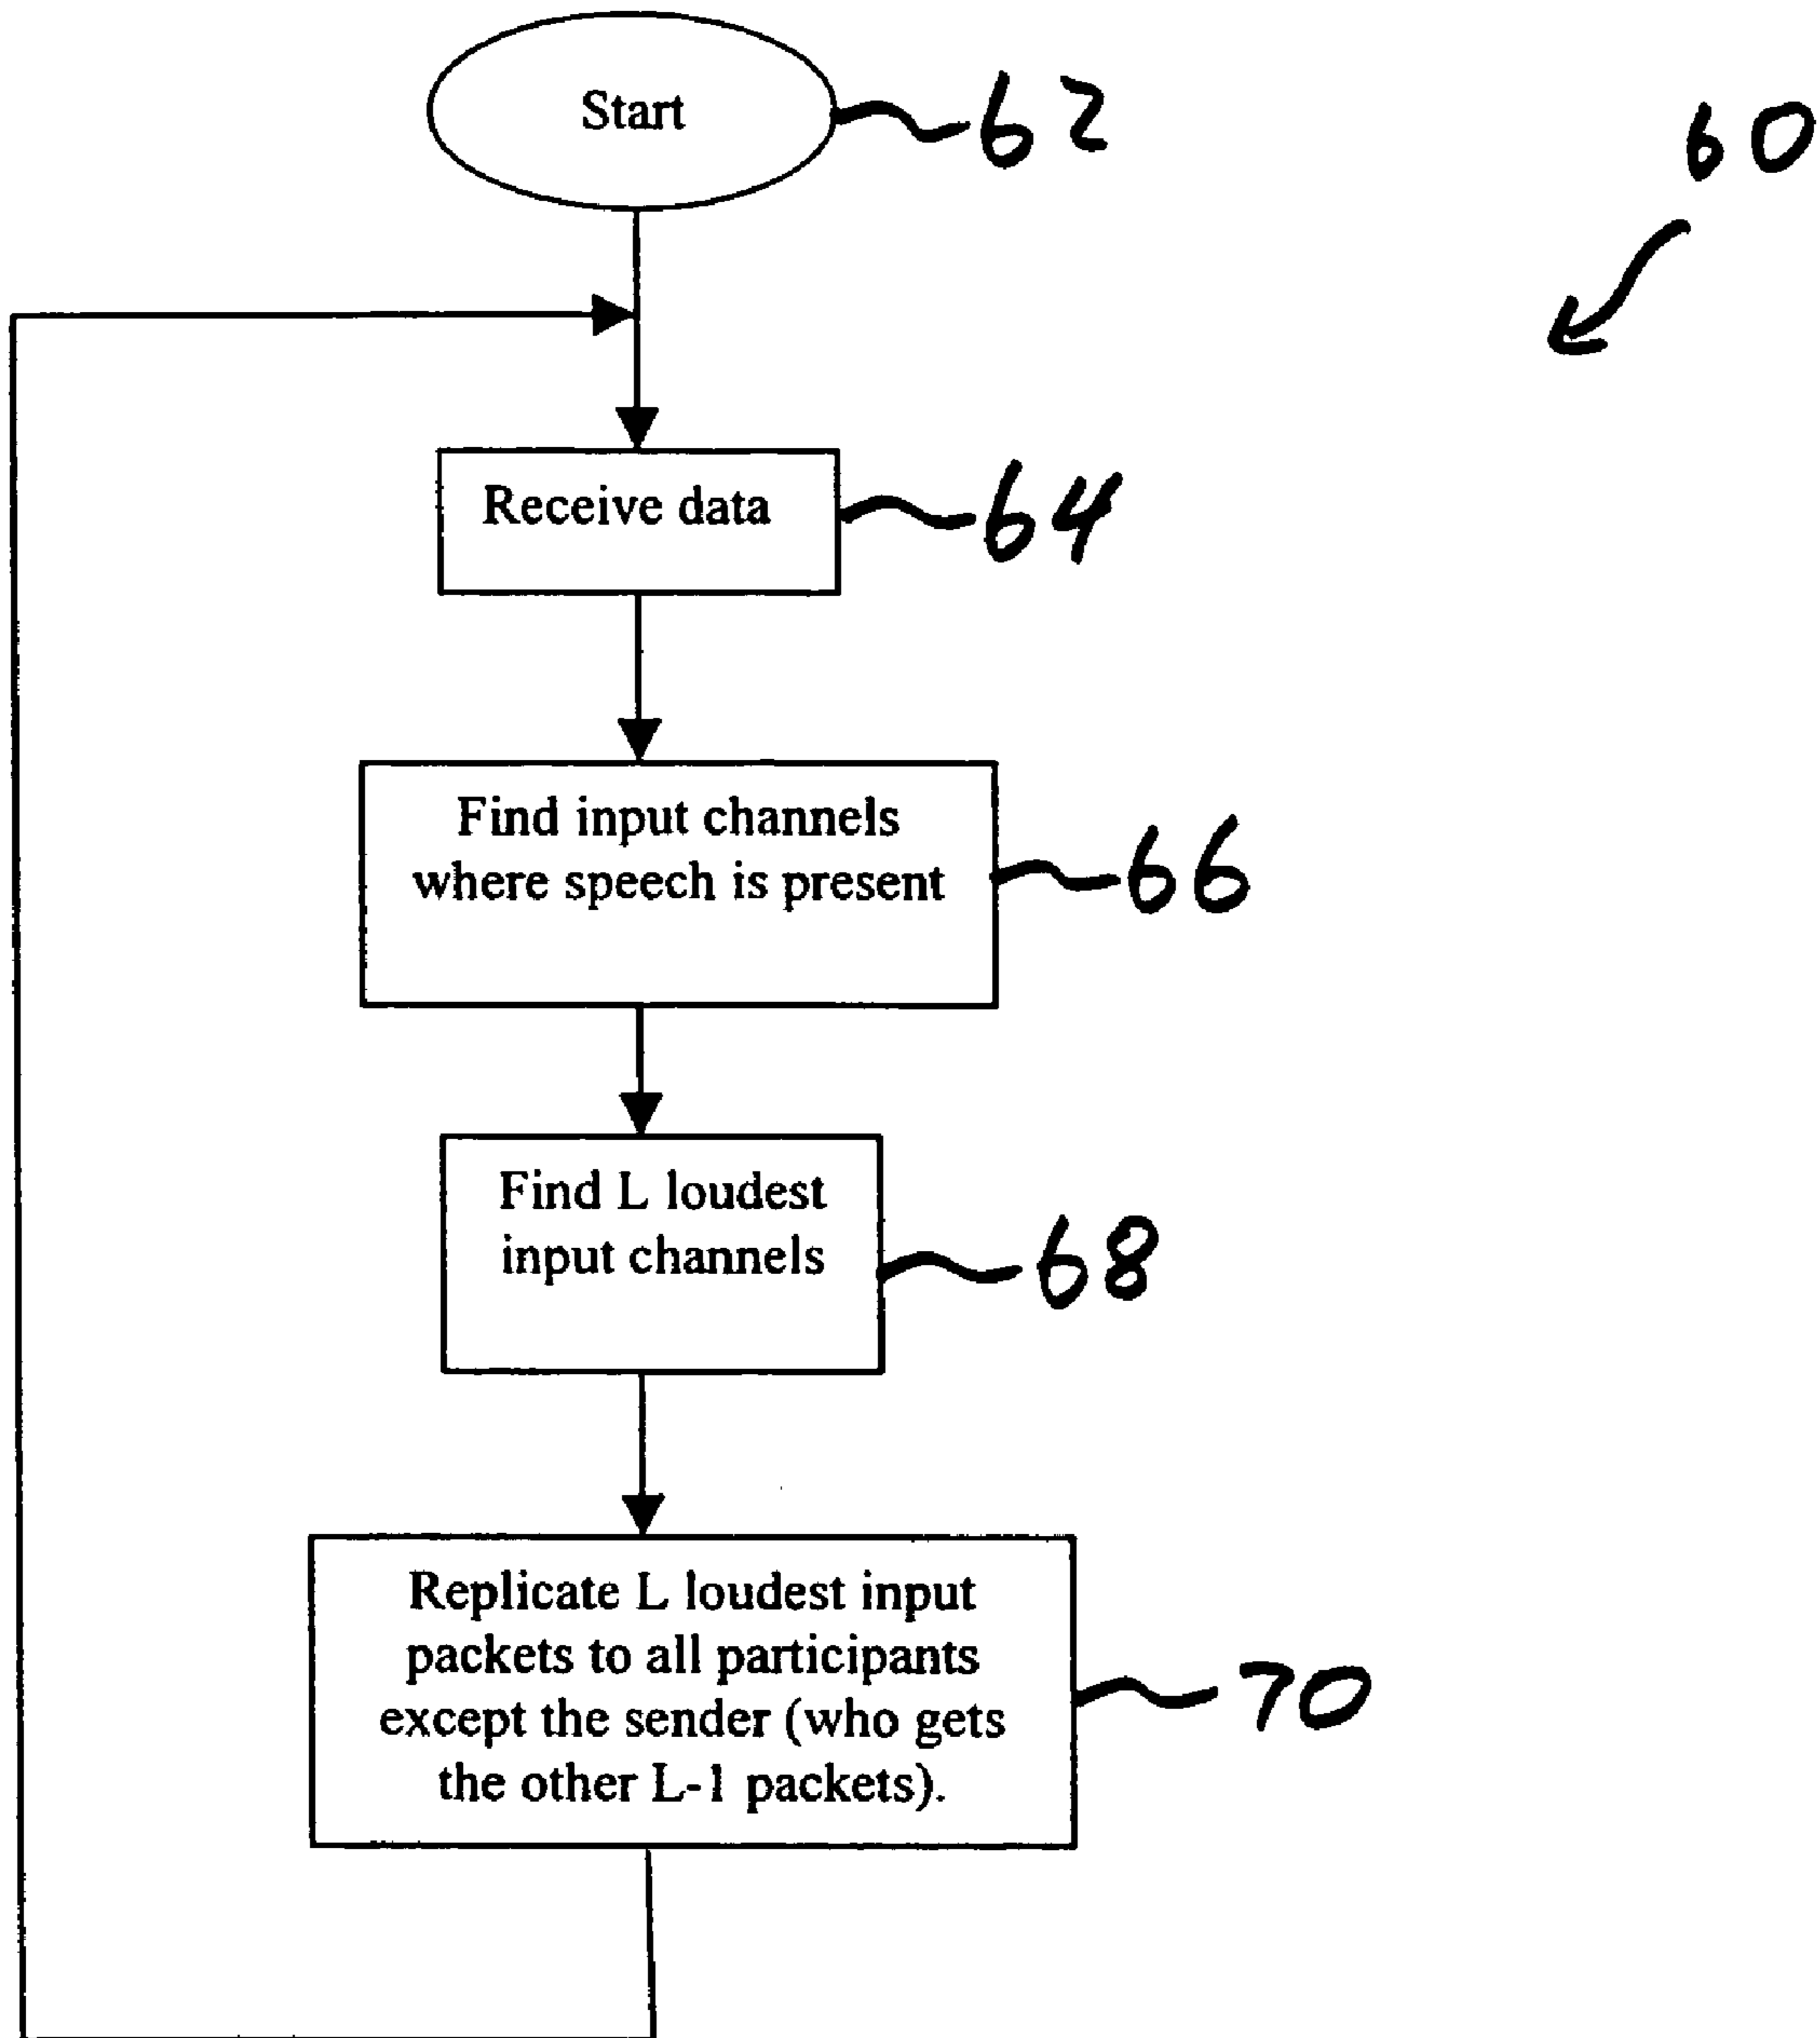 Start
62
60
Receive data
64
Find input channels
where speech is present
66
Find L loudest
input channels
68
Replicate L loudest input
packets to all participants
except the sender (who gets
the other L-1 packets).
70